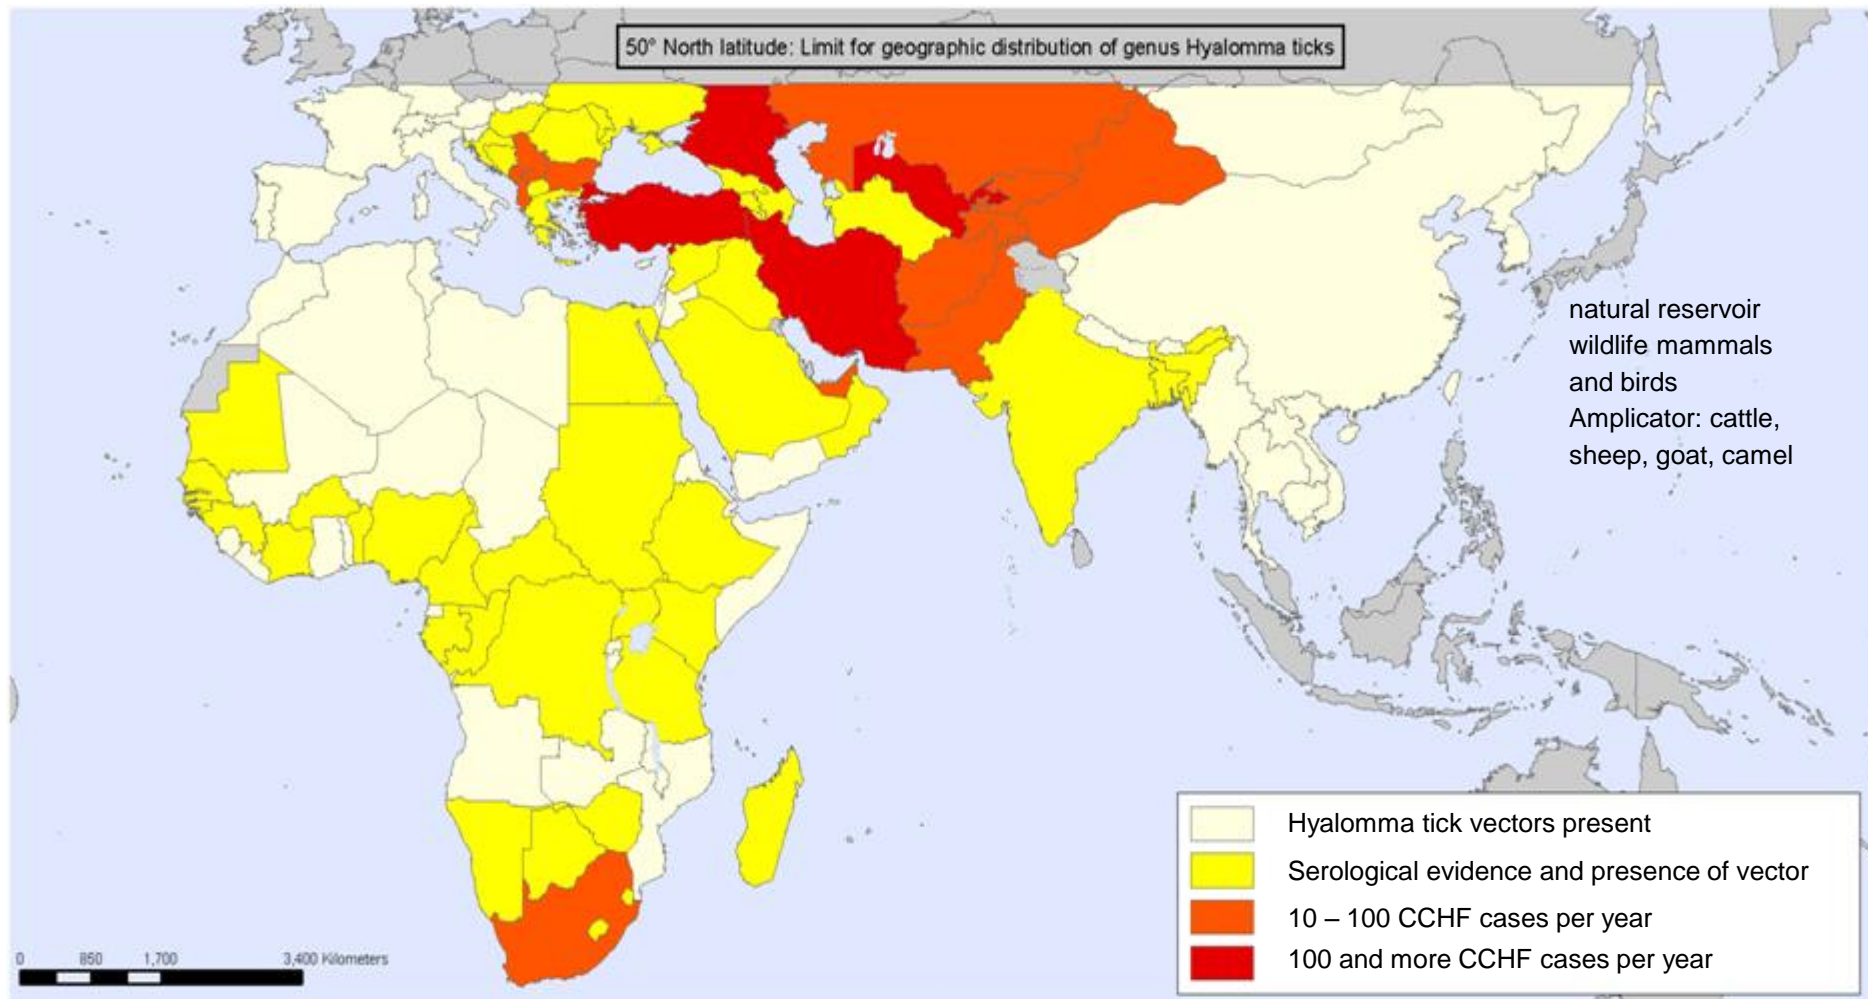 50° North latitude: Limit for geographic distribution of genus Hyalomma ticks
natural reservoir
wildlife mammals
and birds
Amplicator: cattle,
sheep, goat, camel
Hyalomma tick vectors present
Serological evidence and presence of vector
10 – 100 CCHF cases per year
100 and more CCHF cases per year
0 850 1,700 3,400 Kilometers